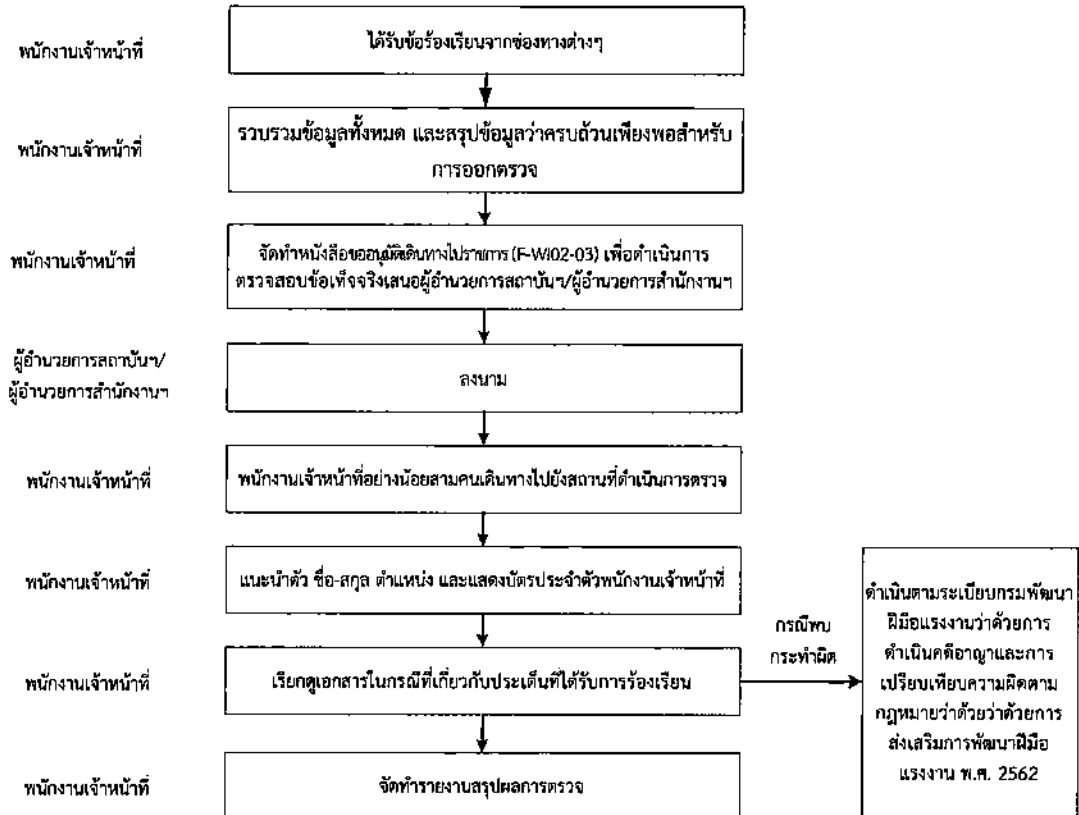 พนักงานเจ้าหน้าที่
ได้รับข้อร้องเรียนจากช่องทางต่างๆ
พนักงานเจ้าหน้าที่
รวบรวมข้อมูลทั้งหมด และสรุปข้อมูลว่าครบถ้วนเพียงพอสำหรับ
การออกตรวจ
พนักงานเจ้าหน้าที่
จัดทำหนังสือขออนุมัติเดินทางไปราชการ (F-WI02-03) เพื่อดำเนินการ
ตรวจสอบข้อเท็จจริงเสนอผู้อำนวยการสถาบันฯ/ผู้อำนวยการสำนักงานฯ
ผู้อำนวยการสถาบันฯ/
ผู้อำนวยการสำนักงานฯ
ลงนาม
พนักงานเจ้าหน้าที่
พนักงานเจ้าหน้าที่อย่างน้อยสามคนเดินทางไปยังสถานที่ดำเนินการตรวจ
พนักงานเจ้าหน้าที่
แนะนำตัว ชื่อ-สกุล ตำแหน่ง และแสดงบัตรประจำตัวพนักงานเจ้าหน้าที่
พนักงานเจ้าหน้าที่
เรียกดูเอกสารในกรณีที่เกี่ยวกับประเด็นที่ได้รับการร้องเรียน
กรณีพบ
กระทำผิด
ดำเนินตามระเบียบกรมพัฒนา
ฝีมือแรงงานว่าด้วยการ
ดำเนินคดีอาญาและการ
เปรียบเทียบความผิดตาม
กฎหมายว่าด้วยว่าด้วยการ
ส่งเสริมการพัฒนาฝีมือ
แรงงาน พ.ศ. 2562
พนักงานเจ้าหน้าที่
จัดทำรายงานสรุปผลการตรวจ